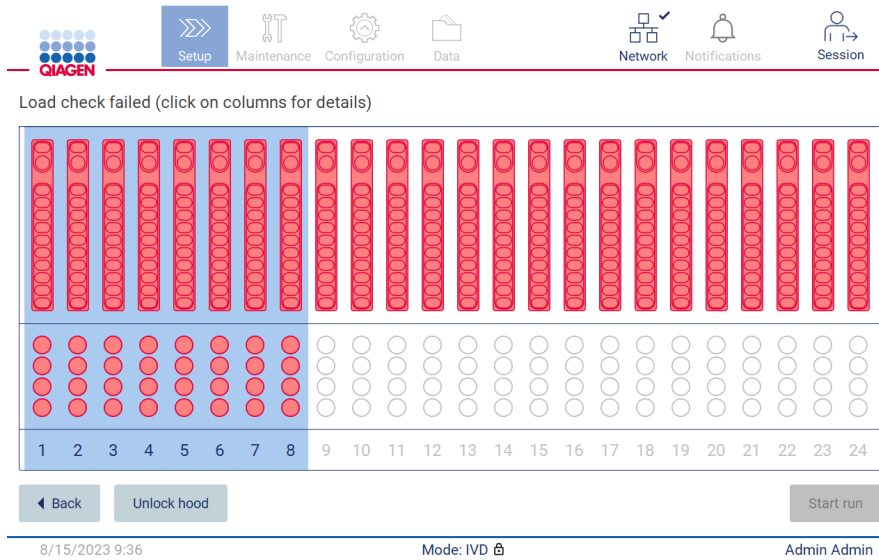 QIAGEN
Setup
Maintenance
Configuration
Data
Network
Notifications
Session
Load check failed (click on columns for details)
1 2 3 4 5 6 7 8 9 10 11 12 13 14 15 16 17 18 19 20 21 22 23 24
Back
Unlock hood
Start run
8/15/2023 9:36
Mode: IVD
Admin Admin